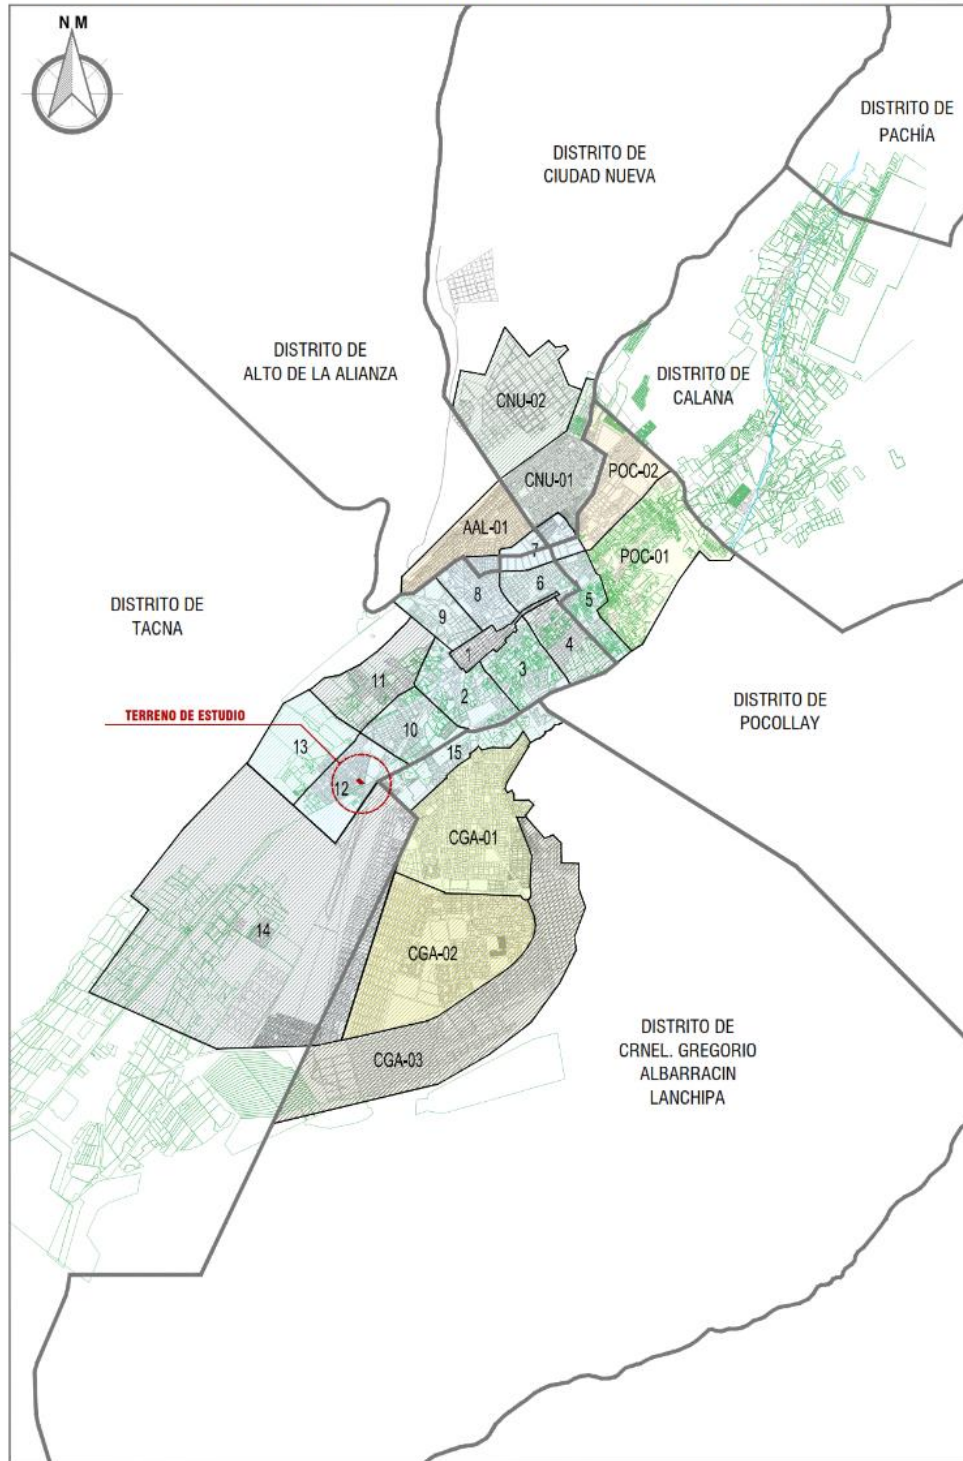 N M
DISTRITO DE
PACHÍA
DISTRITO DE
CIUDAD NUEVA
DISTRITO DE
ALTO DE LA ALIANZA
DISTRITO DE
CALANA
CNU-02
CNU-01
POC-02
AAL-01
POC-01
7
6
8
5
9
4
1
3
2
DISTRITO DE
TACNA
11
10
DISTRITO DE
POCOLLAY
TERRENO DE ESTUDIO
13
15
12
CGA-01
14
CGA-02
CGA-03
DISTRITO DE
CRNEL. GREGORIO
ALBARRACIN
LANCHIPA